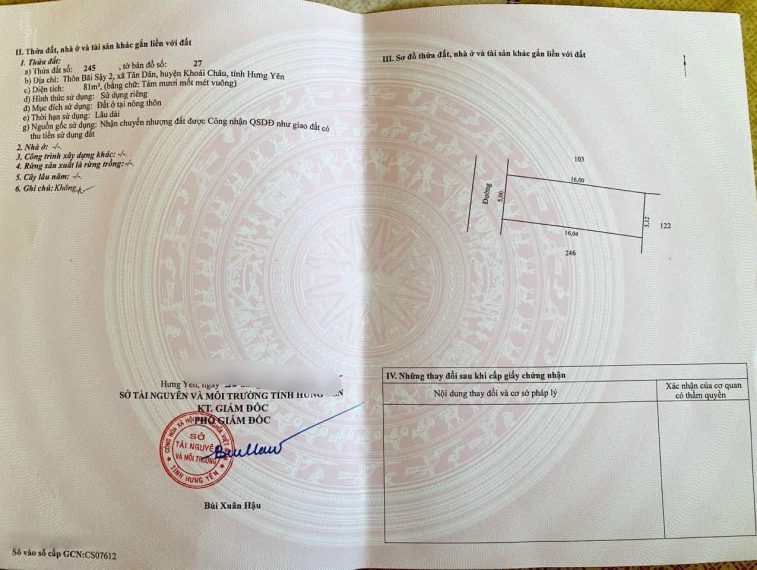 II. Thửa đất, nhà ở và tài sản khác gắn liền với đất
1. Thửa đất:
a) Thửa đất số: 245 , tờ bản đồ số: 27
b) Địa chỉ: Thôn Bãi Sậy 2, xã Tân Dân, huyện Khoái Châu, tỉnh Hưng Yên
c) Diện tích: 81m², (bằng chữ: Tám mươi mốt mét vuông)
d) Hình thức sử dụng: Sử dụng riêng
đ) Mục đích sử dụng: Đất ở tại nông thôn
e) Thời hạn sử dụng: Lâu dài
g) Nguồn gốc sử dụng: Nhận chuyển nhượng đất được Công nhận QSDĐ như giao đất có
thu tiền sử dụng đất
2. Nhà ở: -/-.
3. Công trình xây dựng khác: -/-.
4. Rừng sản xuất là rừng trồng:-/-.
5. Cây lâu năm: -/-.
6. Ghi chú: Không
Hưng Yên, ngày
SỞ TÀI NGUYÊN VÀ MÔI TRƯỜNG TỈNH HƯNG YÊN
KT. GIÁM ĐỐC
PHÓ GIÁM ĐỐC
CỘNG HÒA XÃ HỘI CHỦ NGHĨA VIỆT
SỞ
TÀI NGUYÊN
VÀ MÔI TRƯỜNG
TỈNH HƯNG YÊN
Bùi Xuân Hậu
Số vào sổ cấp GCN:CS07612
III. Sơ đồ thửa đất, nhà ở và tài sản khác gắn liền với đất
103
Đường
5,00
16,00
5,12
122
16,04
246
IV. Những thay đổi sau khi cấp giấy chứng nhận
Nội dung thay đổi và cơ sở pháp lý
Xác nhận của cơ quan
có thẩm quyền